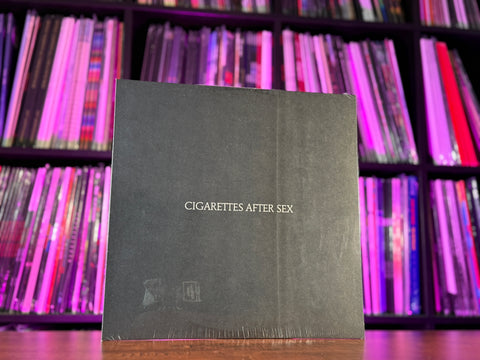 CIGARETTES AFTER SEX